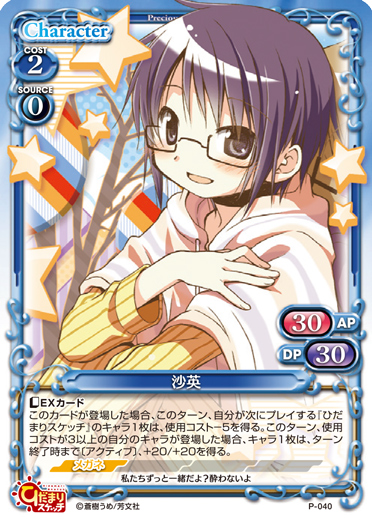 Precious
Character
COST
2
SOURCE
0
30 AP
DP 30
沙英
EXカード
このカードが登場した場合、このターン、自分が次にプレイする『ひだ
まりスケッチ』のキャラ1枚は、使用コスト-5を得る。このターン、使用
コストが3以上の自分のキャラが登場した場合、キャラ1枚は、ターン
終了時まで〔アクティブ〕、+20/+20を得る。
メガネ
私たちずっと一緒だよ?酔わないよ
ひだまり
スケッチ
©蒼樹うめ/芳文社
P-040